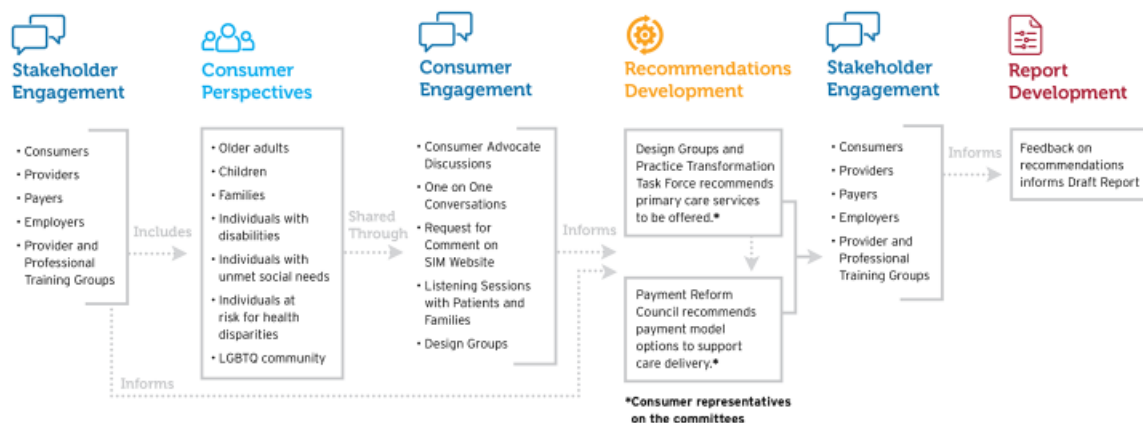 Stakeholder
Engagement
Consumer
Perspectives
Consumer
Engagement
Recommendations
Development
Stakeholder
Engagement
Report
Development
• Consumers
• Providers
• Payers
• Employers
• Provider and
Professional
Training Groups
Includes
Informs
• Older adults
• Children
• Families
• Individuals with
disabilities
• Individuals with
unmet social needs
• Individuals at
risk for health
disparities
• LGBTQ community
Shared
Through
• Consumer Advocate
Discussions
• One on One
Conversations
• Request for
Comment on
SIM Website
• Listening Sessions
with Patients and
Families
• Design Groups
Informs
Design Groups and
Practice Transformation
Task Force recommends
primary care services
to be offered.*
Payment Reform
Council recommends
payment model
options to support
care delivery.*
*Consumer representatives
on the committees
• Consumers
• Providers
• Payers
• Employers
• Provider and
Professional
Training Groups
Informs
Feedback on
recommendations
informs Draft Report